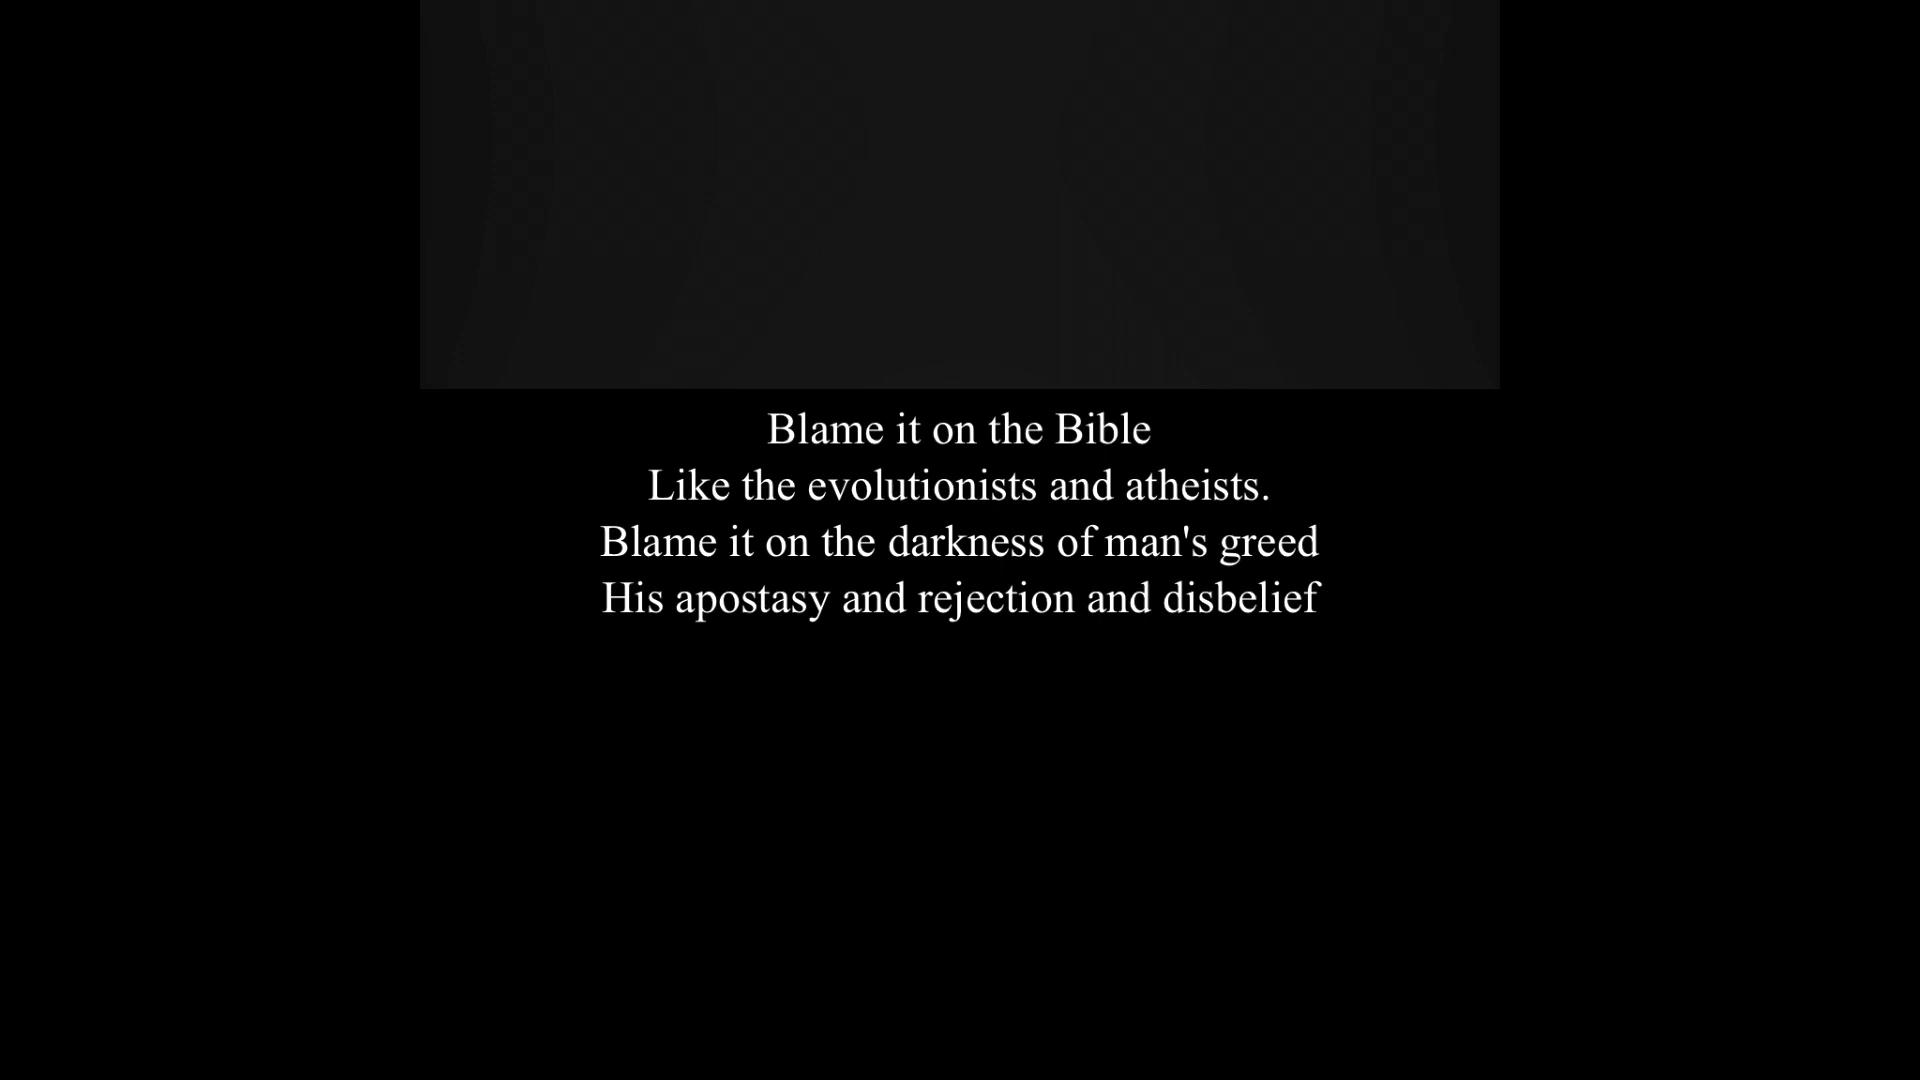 Blame it on the Bible
Like the evolutionists and atheists.
Blame it on the darkness of man's greed
His apostasy and rejection and disbelief